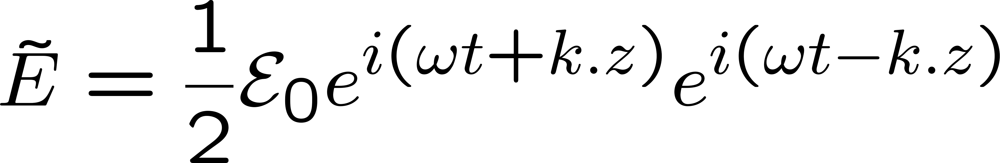 \tilde{E} = \frac{1}{2} \mathcal{E}_0 e^{i(\omega t + k.z)} e^{i(\omega t - k.z)}